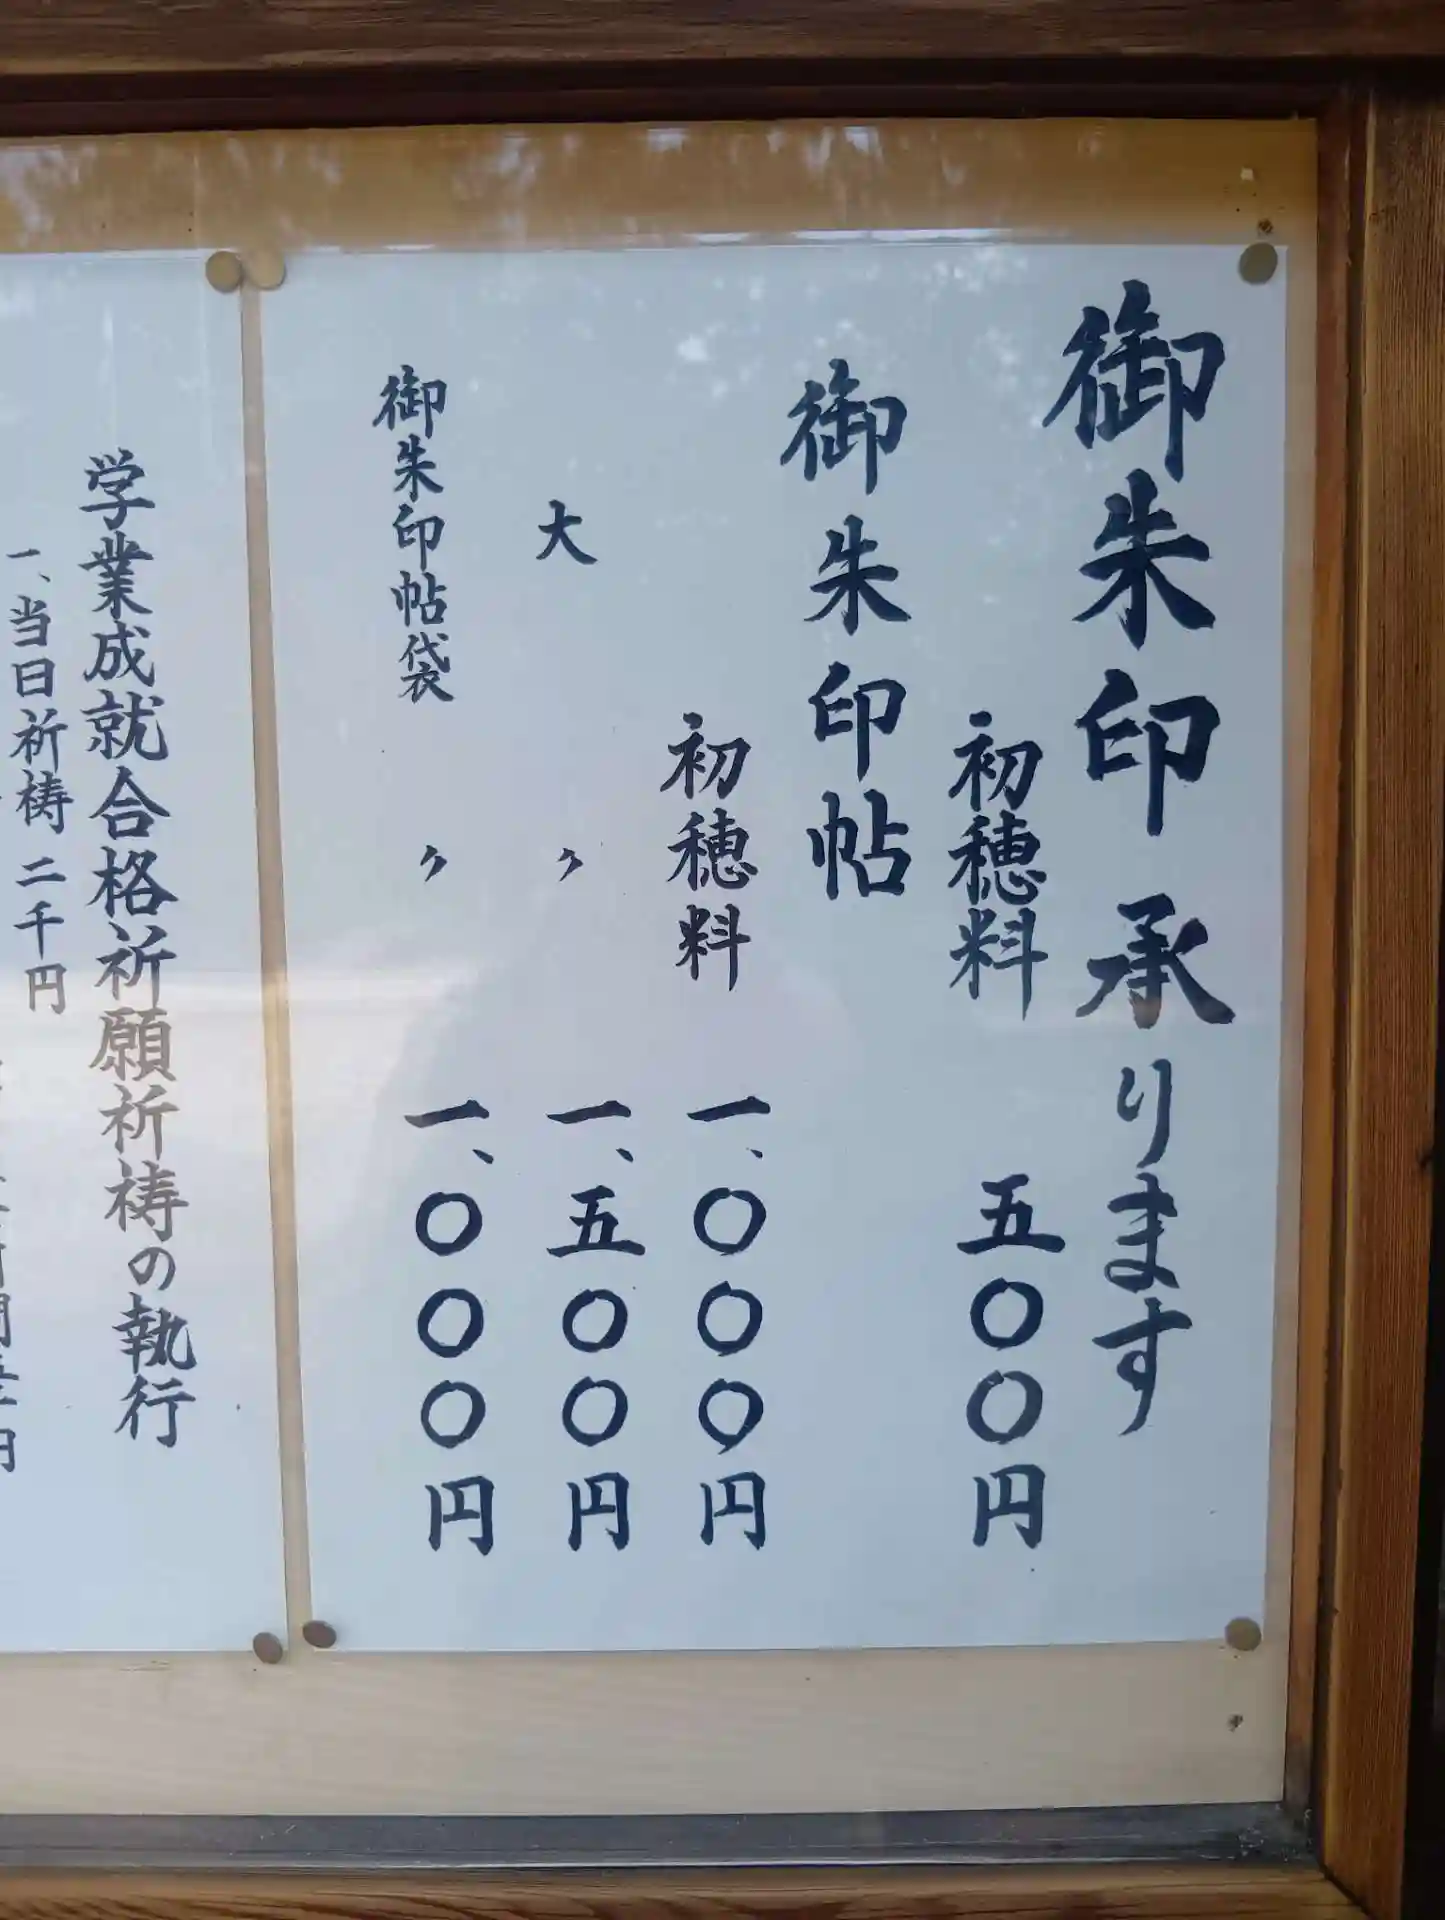 御朱印承ります
初穂料 五〇〇円
御朱印帖
初穂料 一、〇〇〇円
大 〃 一、五〇〇円
御朱印帖袋 〃 一、〇〇〇円
学業成就合格祈願祈祷の執行
一、当日祈祷 二千円